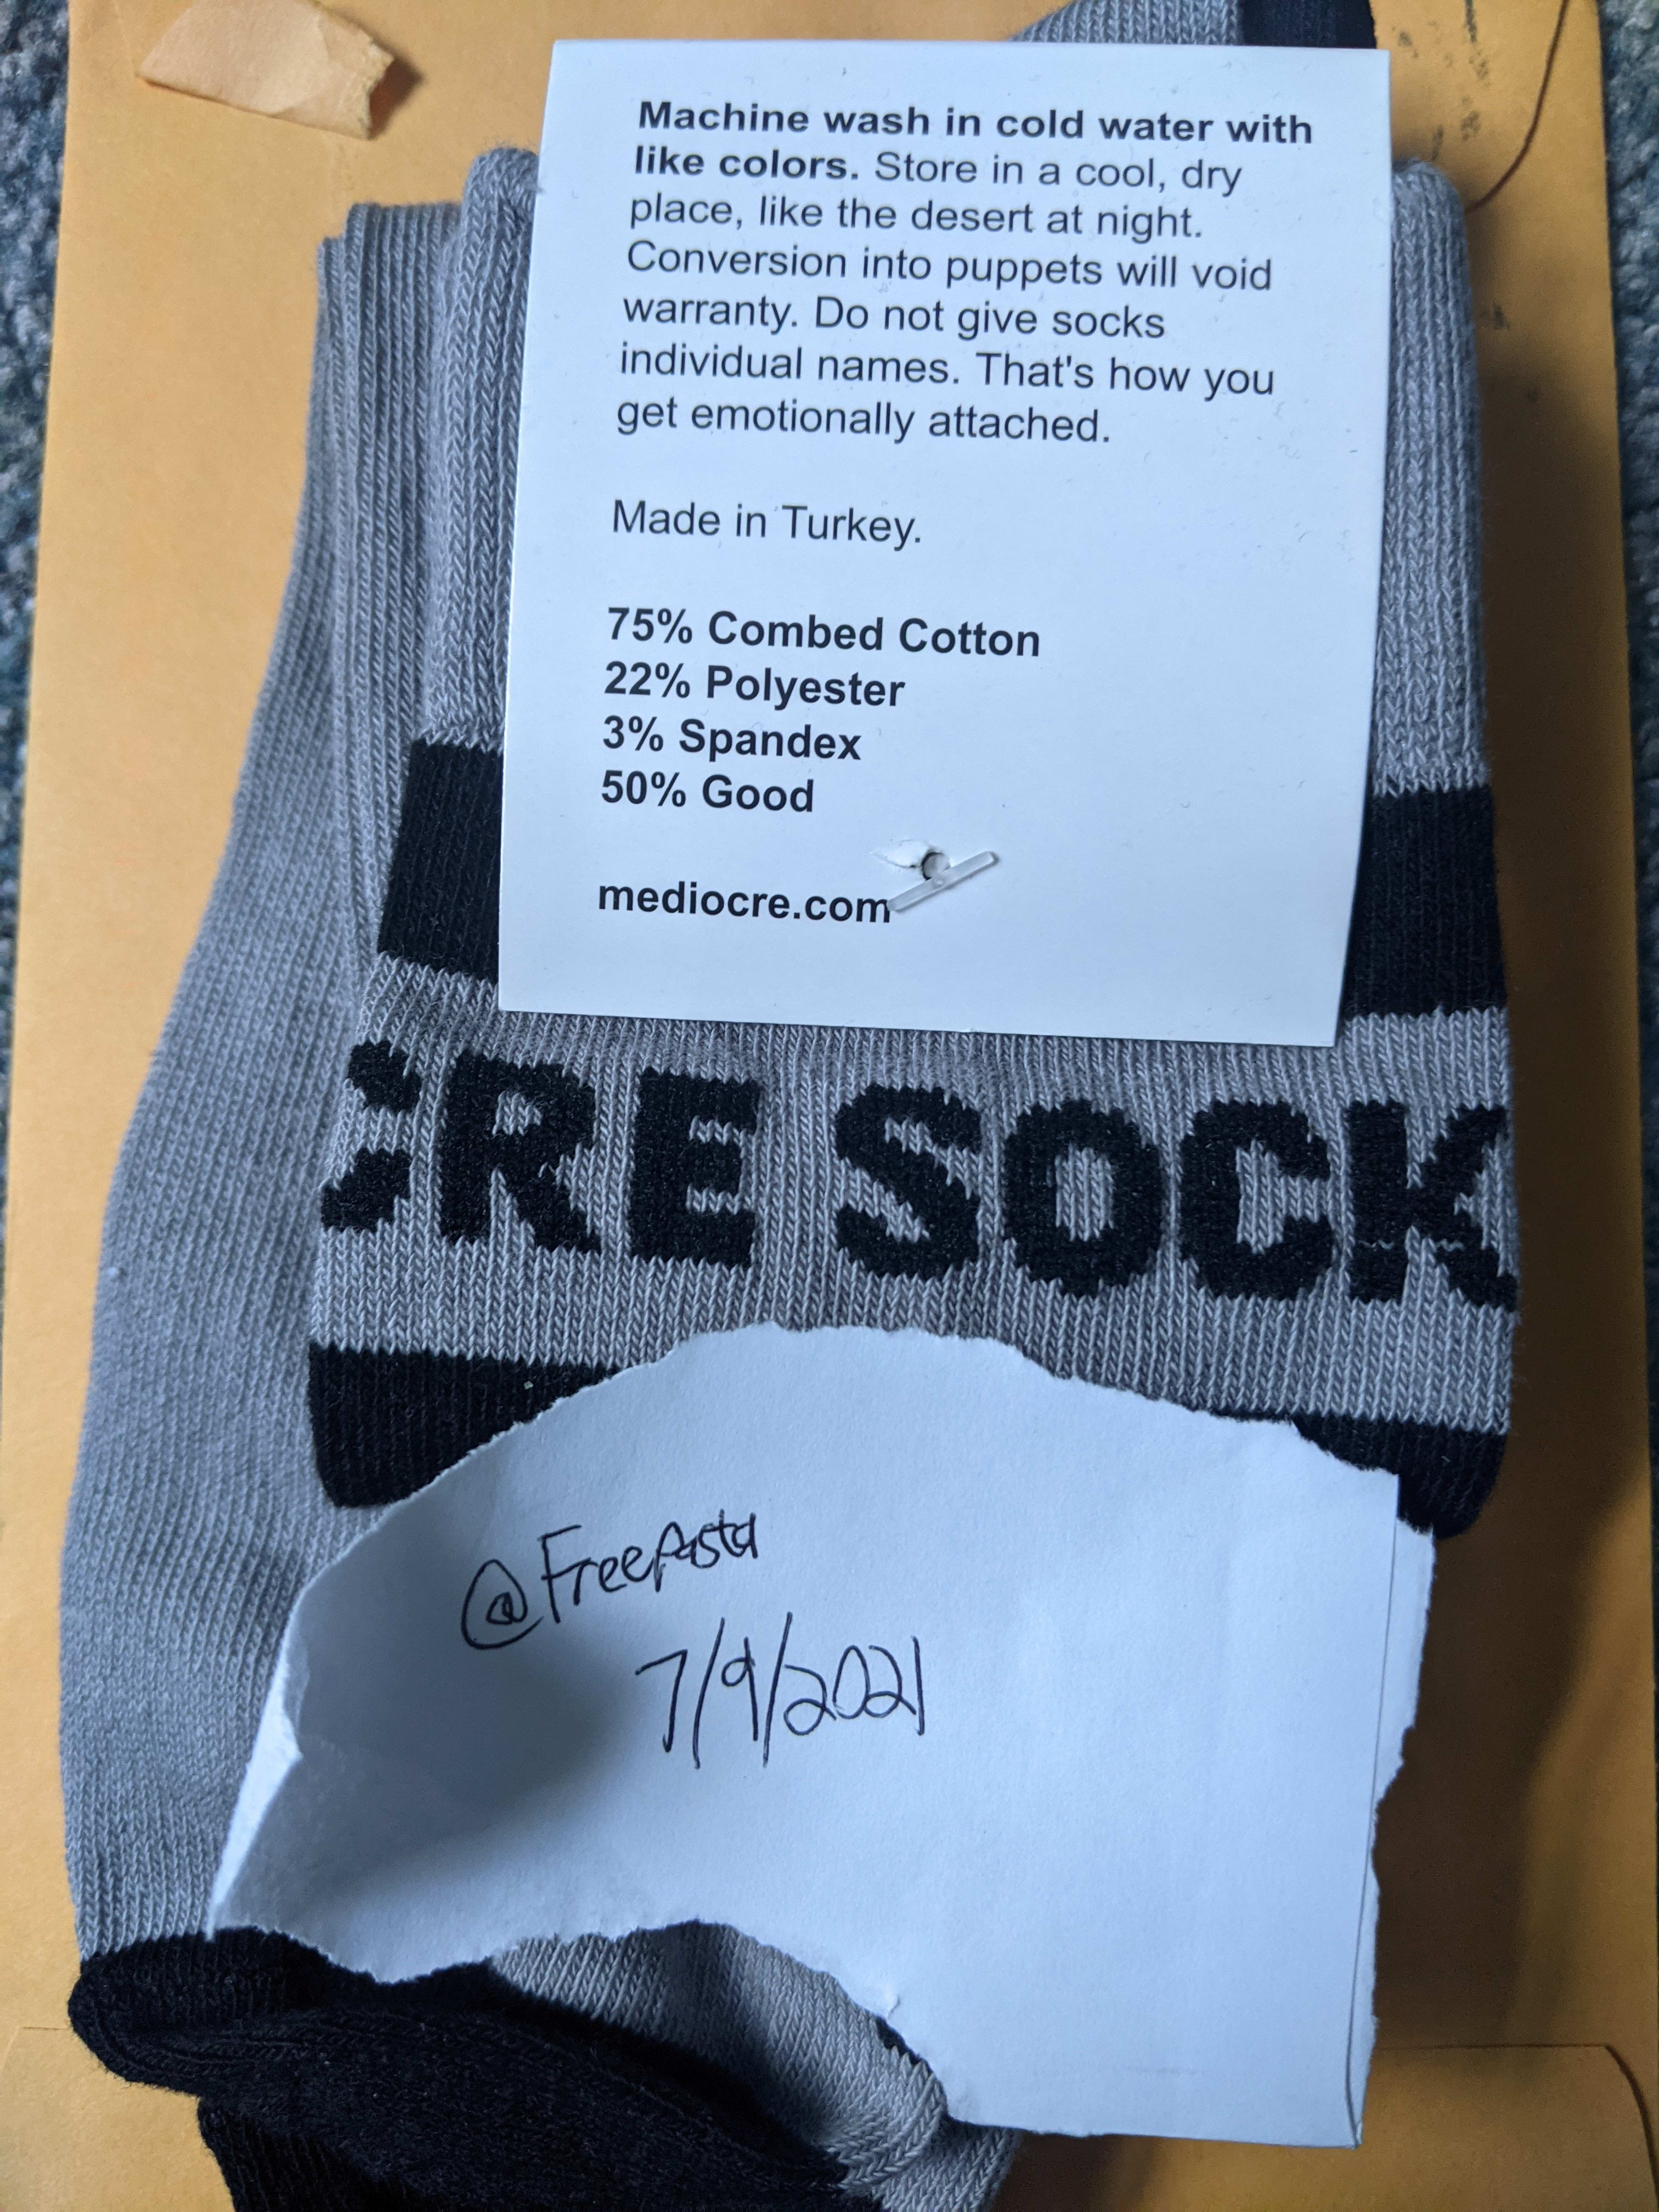 Machine wash in cold water with
like colors. Store in a cool, dry
place, like the desert at night.
Conversion into puppets will void
warranty. Do not give socks
individual names. That's how you
get emotionally attached.
Made in Turkey.
75% Combed Cotton
22% Polyester
3% Spandex
50% Good
mediocre.com
CRE SOCK
@FreePasta
7/9/2021